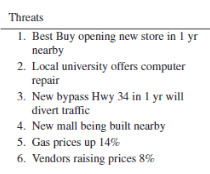 Threats
1. Best Buy opening new store in 1 yr
nearby
2. Local university offers computer
repair
3. New bypass Hwy 34 in 1 yr will
divert traffic
4. New mall being built nearby
5. Gas prices up 14%
6. Vendors raising prices 8%